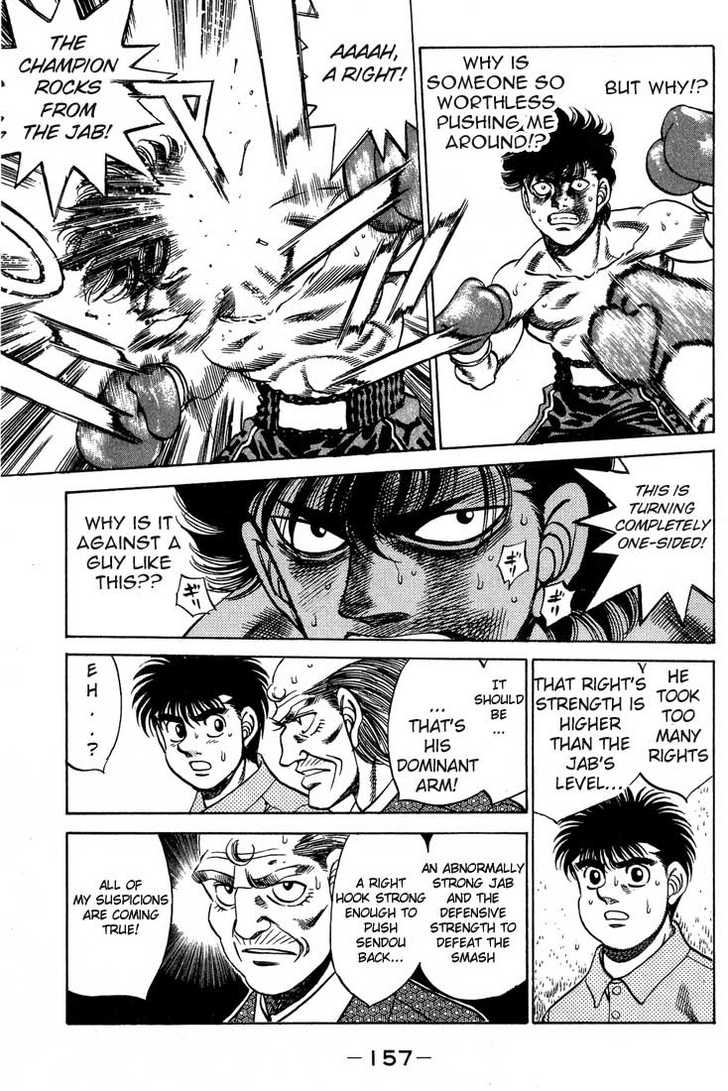 WHY IS
SOMEONE SO
WORTHLESS
PUSHING ME
AROUND!?
BUT WHY!?
AAAAH,
A RIGHT!
THE
CHAMPION
ROCKS
FROM
THE JAB!
THIS IS
TURNING
COMPLETELY
ONE-SIDED!
WHY IS IT
AGAINST A
GUY LIKE
THIS??
ギリ
ギリ
HE
TOOK
TOO
MANY
RIGHTS
THAT RIGHT'S
STRENGTH IS
HIGHER
THAN THE
JAB'S
LEVEL...
IT
SHOULD
BE
...
...
THAT'S
HIS
DOMINANT
ARM!
EH..?
AN ABNORMALLY
STRONG JAB
AND THE
DEFENSIVE
STRENGTH TO
DEFEAT THE
SMASH
A RIGHT
HOOK STRONG
ENOUGH TO
PUSH
SENDOU
BACK...
ALL OF
MY SUSPICIONS
ARE COMING
TRUE!
-157-